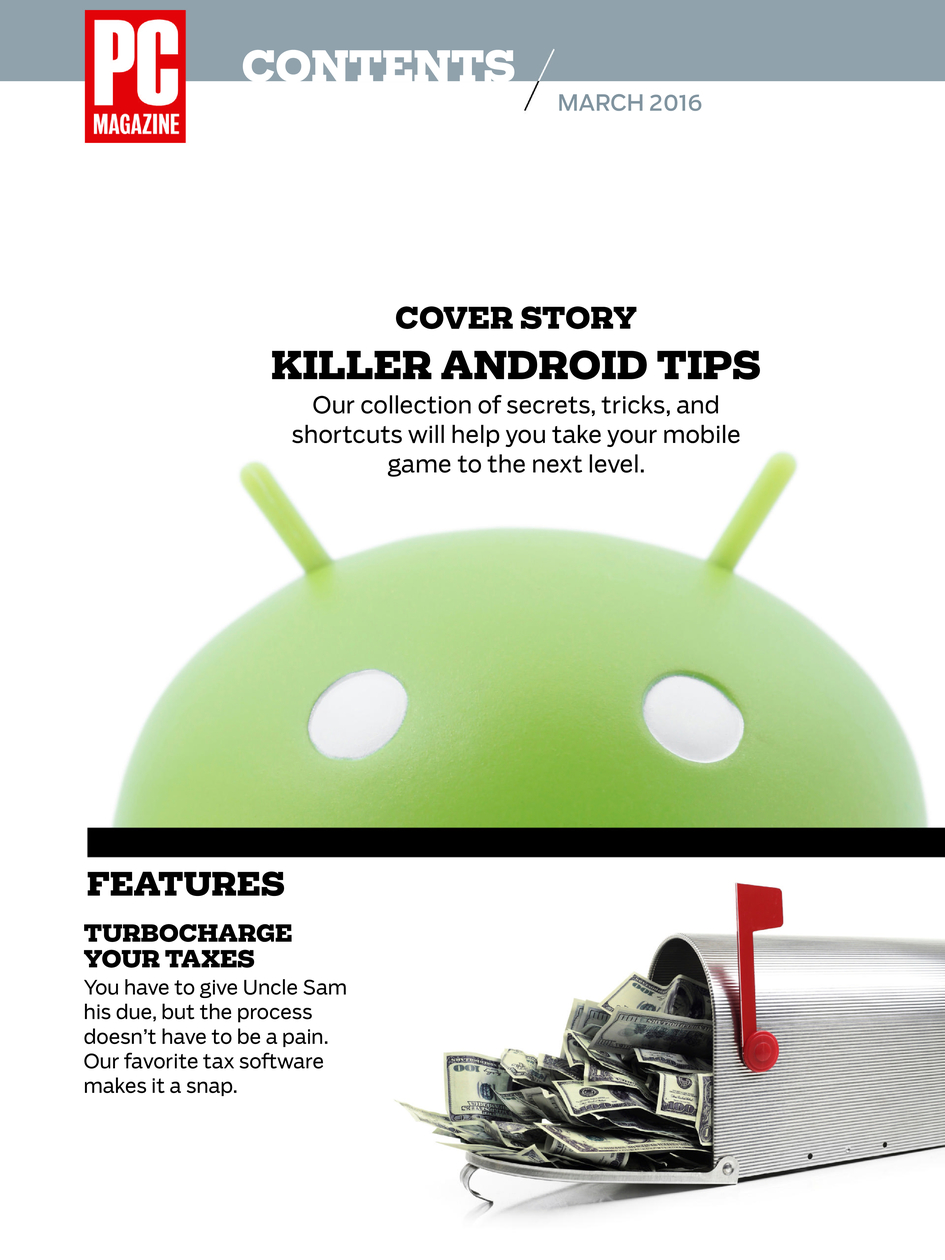 PC
MAGAZINE
CONTENTS
MARCH 2016
COVER STORY
KILLER ANDROID TIPS
Our collection of secrets, tricks, and
shortcuts will help you take your mobile
game to the next level.
FEATURES
TURBOCHARGE
YOUR TAXES
You have to give Uncle Sam
his due, but the process
doesn't have to be a pain.
Our favorite tax software
makes it a snap.
100
100